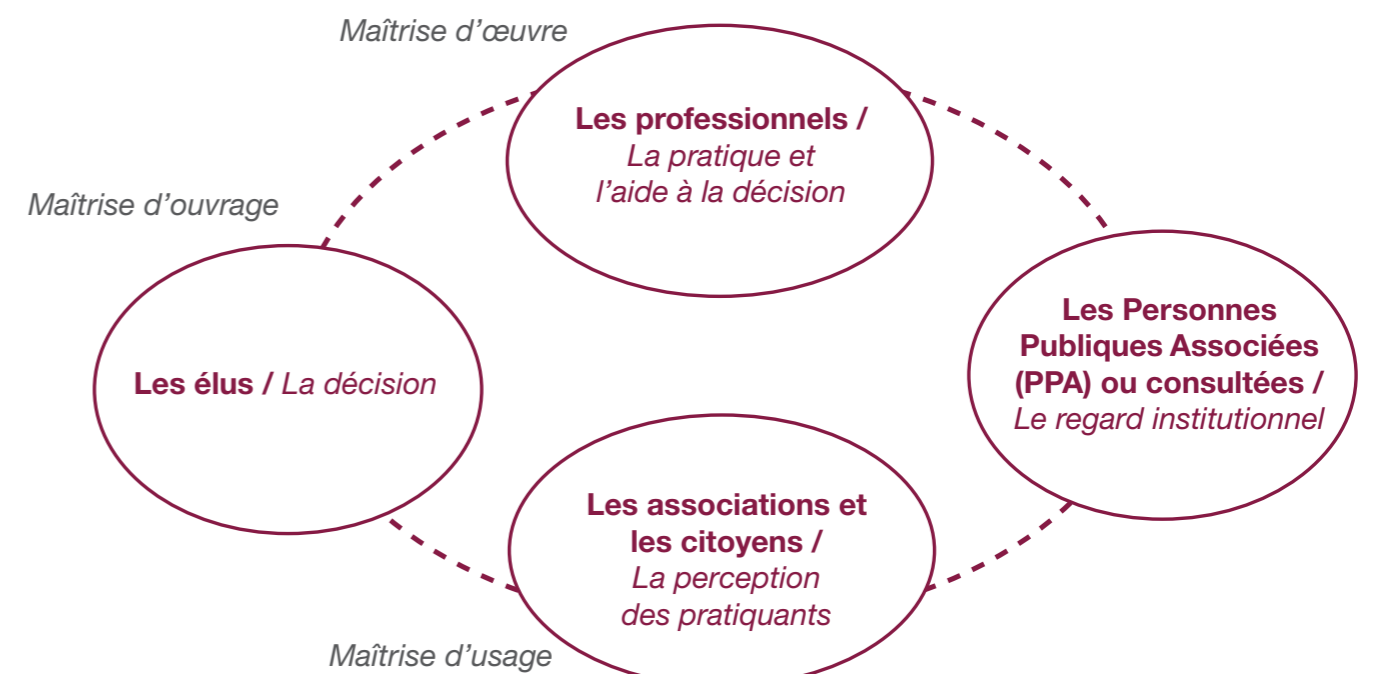 Maîtrise d’œuvre
Les professionnels /
La pratique et
l’aide à la décision
Maîtrise d’ouvrage
Les élus / La décision
Les Personnes
Publiques Associées
(PPA) ou consultées /
Le regard institutionnel
Les associations et
les citoyens /
La perception
des pratiquants
Maîtrise d’usage